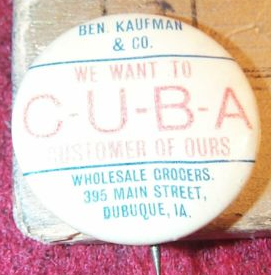 BEN. KAUFMAN
& CO.
WE WANT TO
C-U-B-A
CUSTOMER OF OURS
WHOLESALE GROCERS.
395 MAIN STREET,
DUBUQUE, IA.